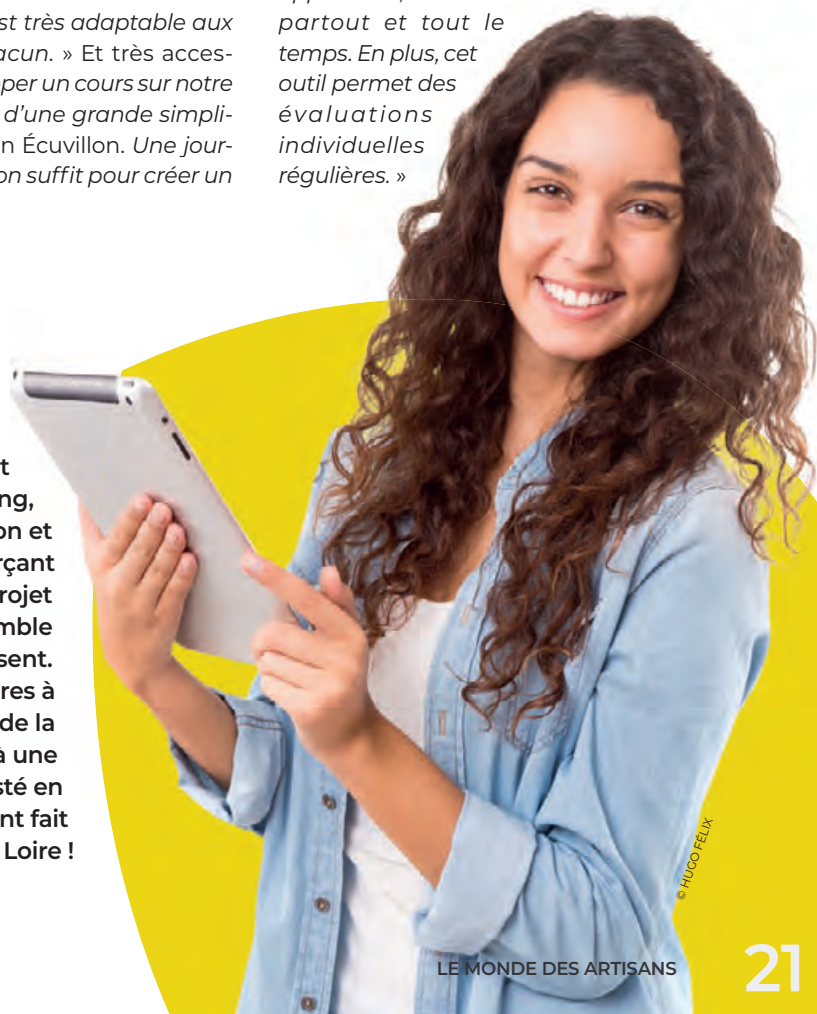 st très adaptable aux
acun. » Et très acces-
per un cours sur notre
d'une grande simpli-
n Écuvillon. Une jour-
on suffit pour créer un
partout et tout le
temps. En plus, cet
outil permet des
évaluations
individuelles
régulières. »
t
ng,
on et
rçant
rojet
mble
sent.
res à
de la
à une
sté en
nt fait
Loire !
© HUGO FÉLIX
LE MONDE DES ARTISANS
21